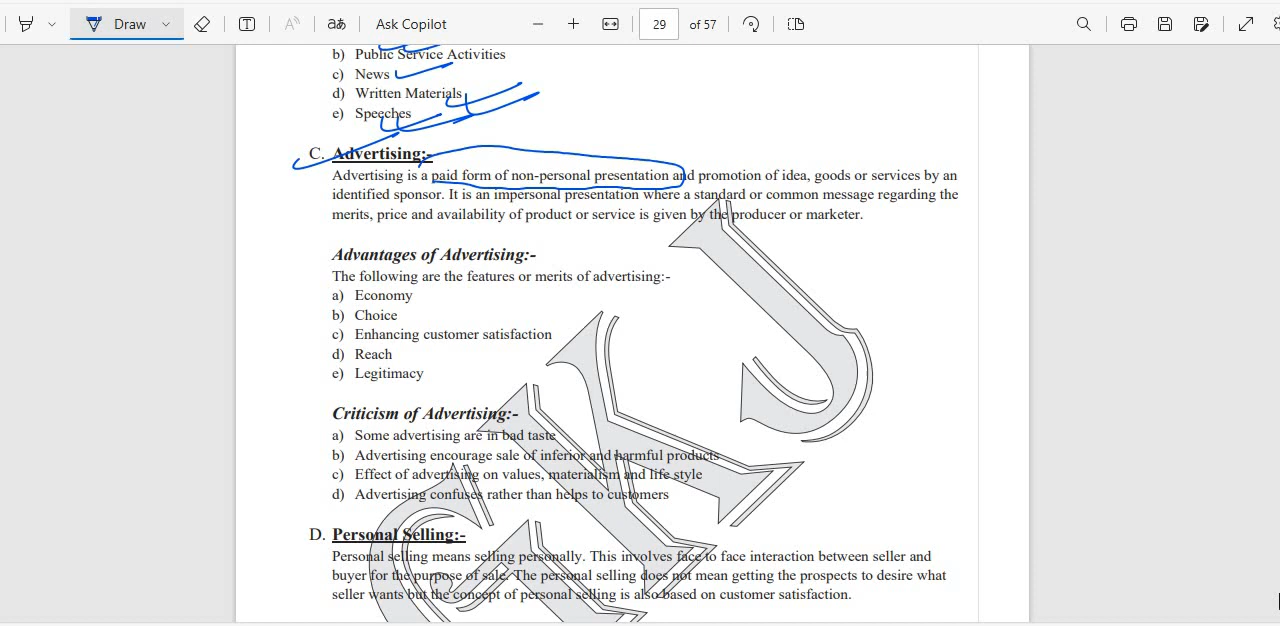 Draw
aあ
Ask Copilot
29 of 57
b) Public Service Activities
c) News
d) Written Materials
e) Speeches
C. Advertising:-
Advertising is a paid form of non-personal presentation and promotion of idea, goods or services by an
identified sponsor. It is an impersonal presentation where a standard or common message regarding the
merits, price and availability of product or service is given by the producer or marketer.
Advantages of Advertising:-
The following are the features or merits of advertising:-
a) Economy
b) Choice
c) Enhancing customer satisfaction
d) Reach
e) Legitimacy
Criticism of Advertising:-
a) Some advertising are in bad taste
b) Advertising encourage sale of inferior and harmful products
c) Effect of advertising on values, materialism and life style
d) Advertising confuses rather than helps to customers
D. Personal Selling:-
Personal selling means selling personally. This involves face to face interaction between seller and
buyer for the purpose of sale. The personal selling does not mean getting the prospects to desire what
seller wants but the concept of personal selling is also based on customer satisfaction.